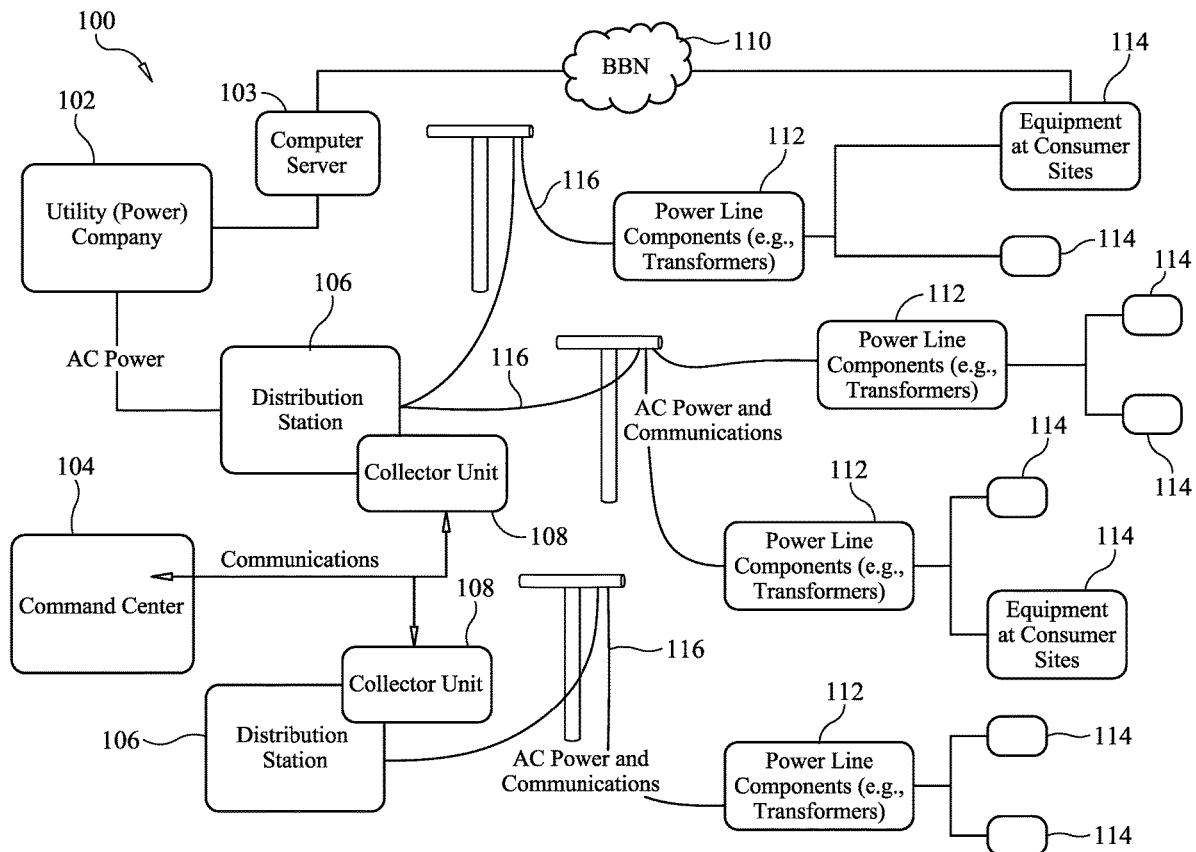 100
110
BBN
114
102
103
Computer
Server
Equipment
at Consumer
Sites
112
116
Utility (Power)
Company
Power Line
Components (e.g.,
Transformers)
114
114
106
112
AC Power
116
Distribution
Station
Power Line
Components (e.g.,
Transformers)
AC Power and
Communications
114
114
104
Collector Unit
112
108
Communications
Power Line
Components (e.g.,
Transformers)
114
Command Center
108
116
Equipment
at Consumer
Sites
Collector Unit
112
106
Distribution
Station
114
AC Power and
Communications
Power Line
Components (e.g.,
Transformers)
114